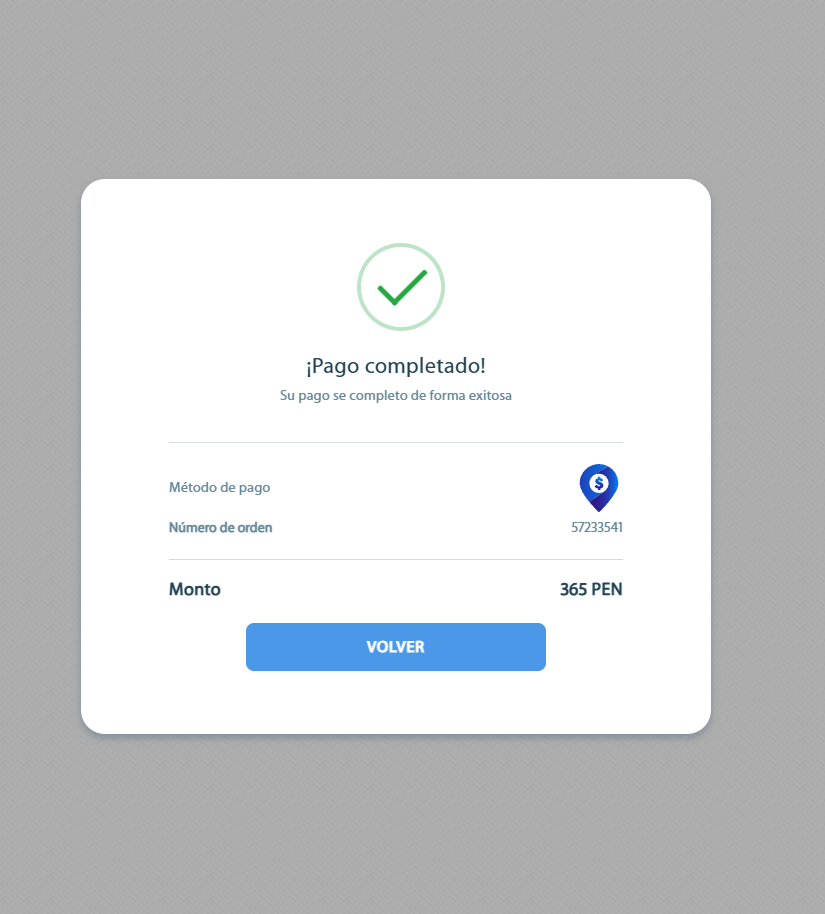 ¡Pago completado!
Su pago se completo de forma exitosa
Método de pago
$
Número de orden 57233541
Monto 365 PEN
VOLVER